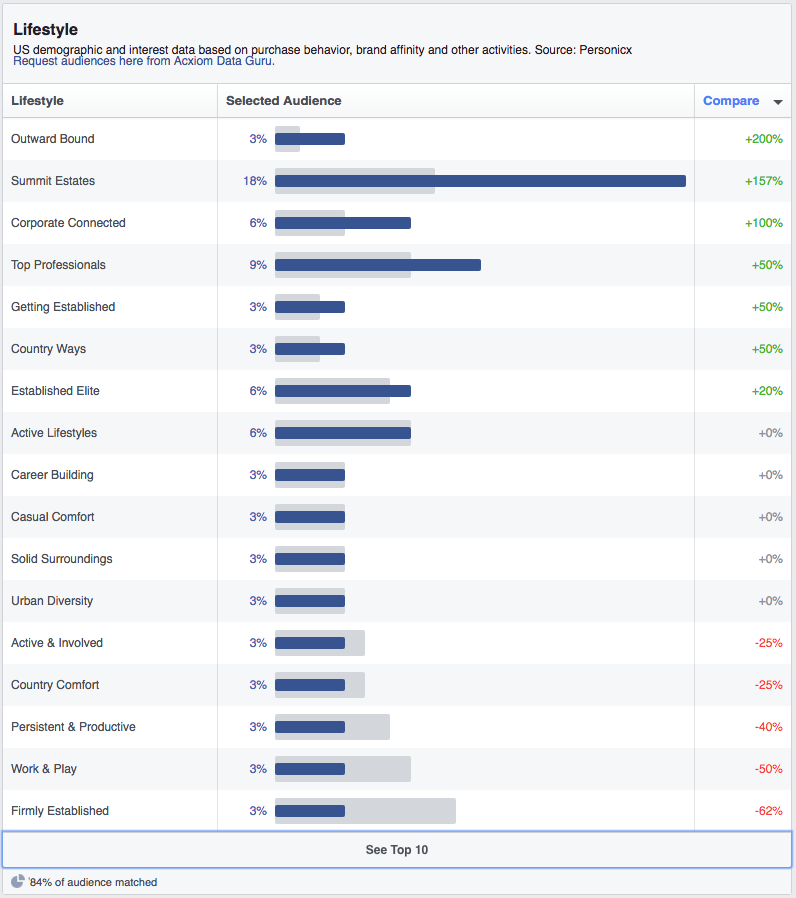 Lifestyle
US demographic and interest data based on purchase behavior, brand affinity and other activities. Source: Personicx
Request audiences here from Acxiom Data Guru.
Lifestyle Selected Audience Compare
Outward Bound 3% +200%
Summit Estates 18% +157%
Corporate Connected 6% +100%
Top Professionals 9% +50%
Getting Established 3% +50%
Country Ways 3% +50%
Established Elite 6% +20%
Active Lifestyles 6% +0%
Career Building 3% +0%
Casual Comfort 3% +0%
Solid Surroundings 3% +0%
Urban Diversity 3% +0%
Active & Involved 3% -25%
Country Comfort 3% -25%
Persistent & Productive 3% -40%
Work & Play 3% -50%
Firmly Established 3% -62%
See Top 10
'84% of audience matched